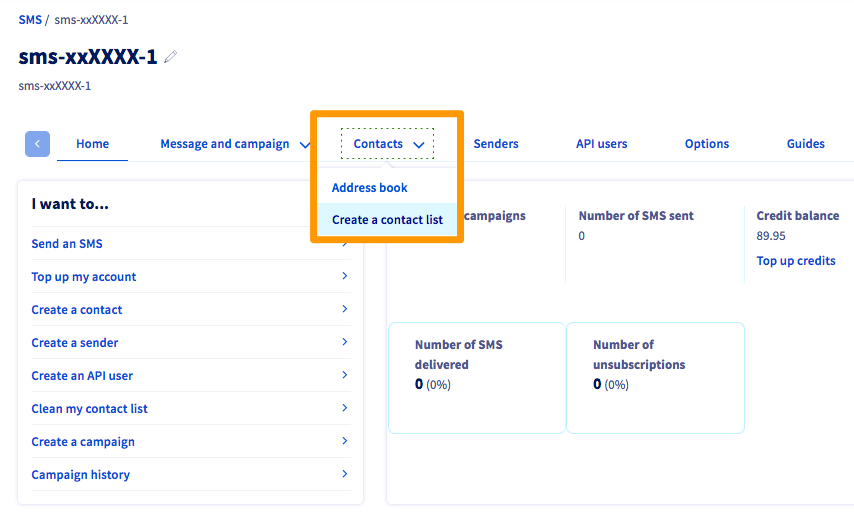 SMS / sms-xxXXXX-1
sms-xxXXXX-1
sms-xxXXXX-1
Home Message and campaign Contacts Senders API users Options Guides
Address book
Create a contact list
I want to...
Send an SMS
Top up my account
Create a contact
Create a sender
Create an API user
Clean my contact list
Create a campaign
Campaign history
campaigns
Number of SMS sent
0
Credit balance
89.95
Top up credits
Number of SMS
delivered
0 (0%)
Number of
unsubscriptions
0 (0%)